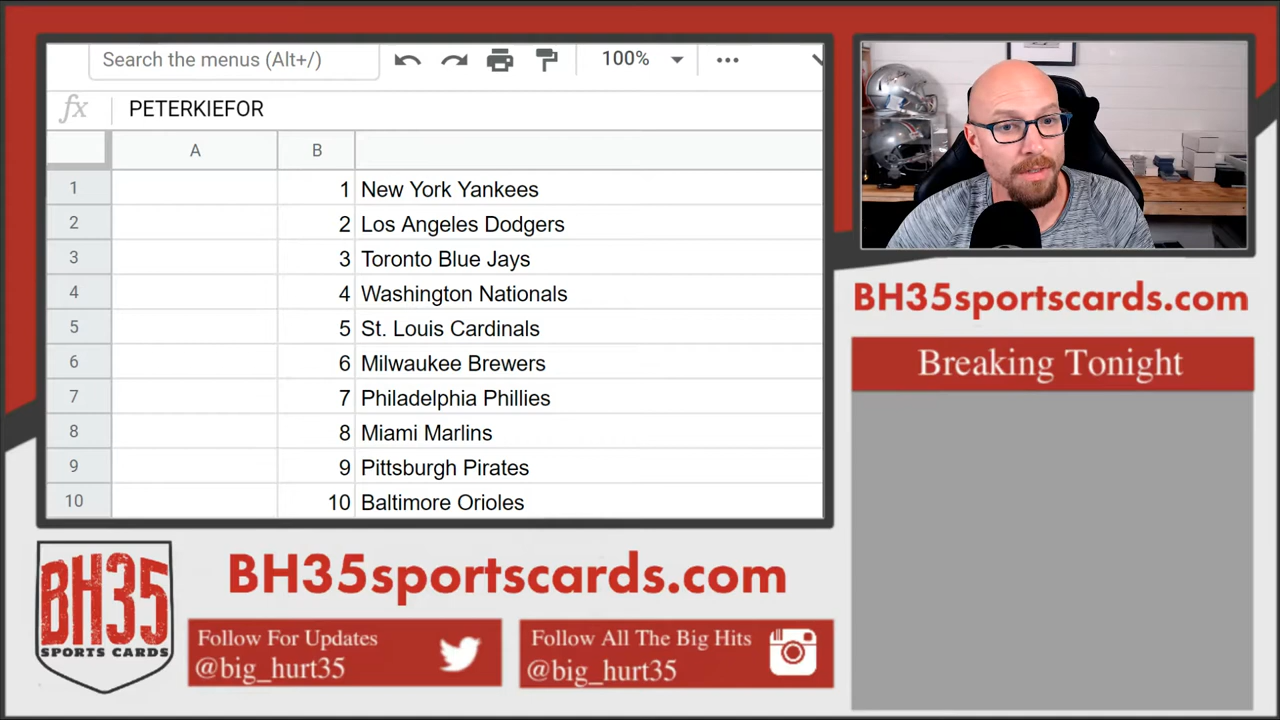 Search the menus (Alt+/)
100%
fx PETERKIEFOR
A B
1 1 New York Yankees
2 2 Los Angeles Dodgers
3 3 Toronto Blue Jays
4 4 Washington Nationals
5 5 St. Louis Cardinals
6 6 Milwaukee Brewers
7 7 Philadelphia Phillies
8 8 Miami Marlins
9 9 Pittsburgh Pirates
10 10 Baltimore Orioles
BH35sportscards.com
Breaking Tonight
BH35
SPORTS CARDS
BH35sportscards.com
Follow For Updates
@big_hurt35
Follow All The Big Hits
@big_hurt35